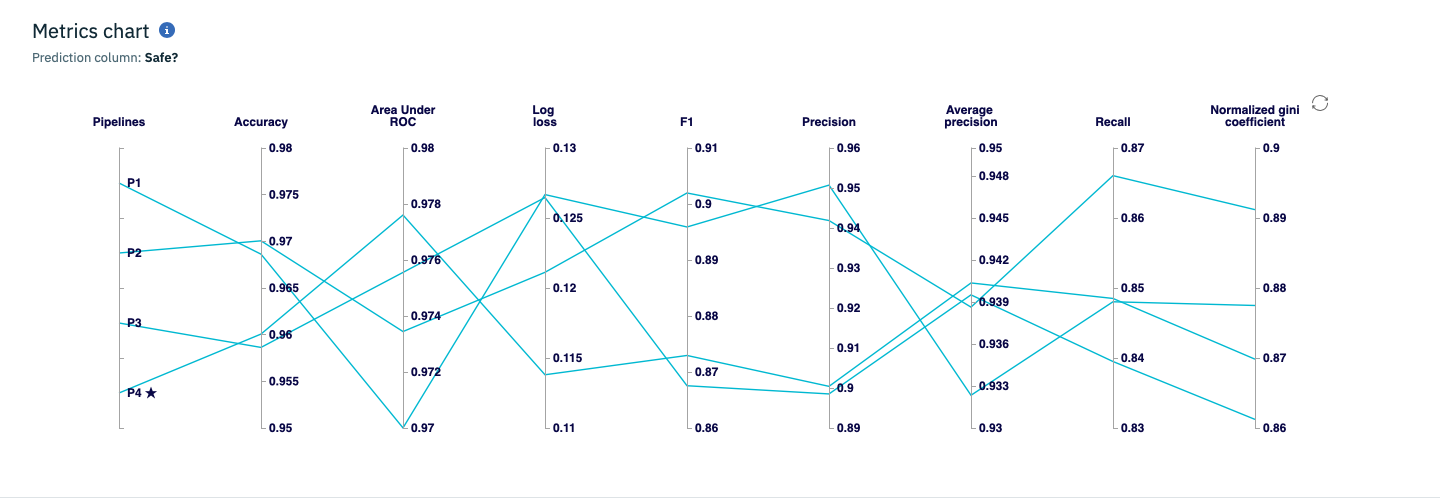 Metrics chart
Prediction column: Safe?
Pipelines
P1
P2
P3
P4 ★
Accuracy
0.98
0.975
0.97
0.965
0.96
0.955
0.95
Area Under
ROC
0.98
0.978
0.976
0.974
0.972
0.97
Log
loss
0.13
0.125
0.12
0.115
0.11
F1
0.91
0.9
0.89
0.88
0.87
0.86
Precision
0.96
0.95
0.94
0.93
0.92
0.91
0.9
0.89
Average
precision
0.95
0.948
0.945
0.942
0.939
0.936
0.933
0.93
Recall
0.87
0.86
0.85
0.84
0.83
Normalized gini
coefficient
0.9
0.89
0.88
0.87
0.86